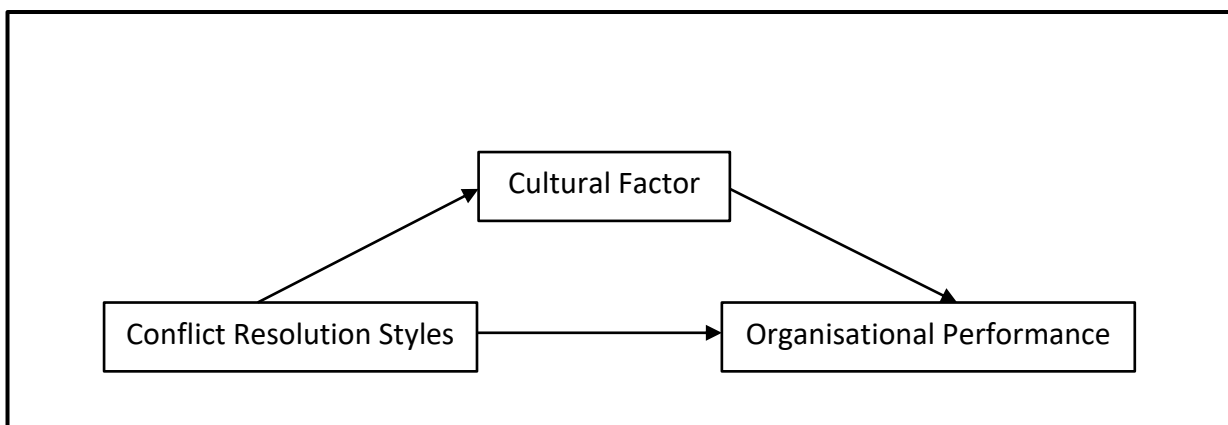 Cultural Factor
Conflict Resolution Styles
Organisational Performance